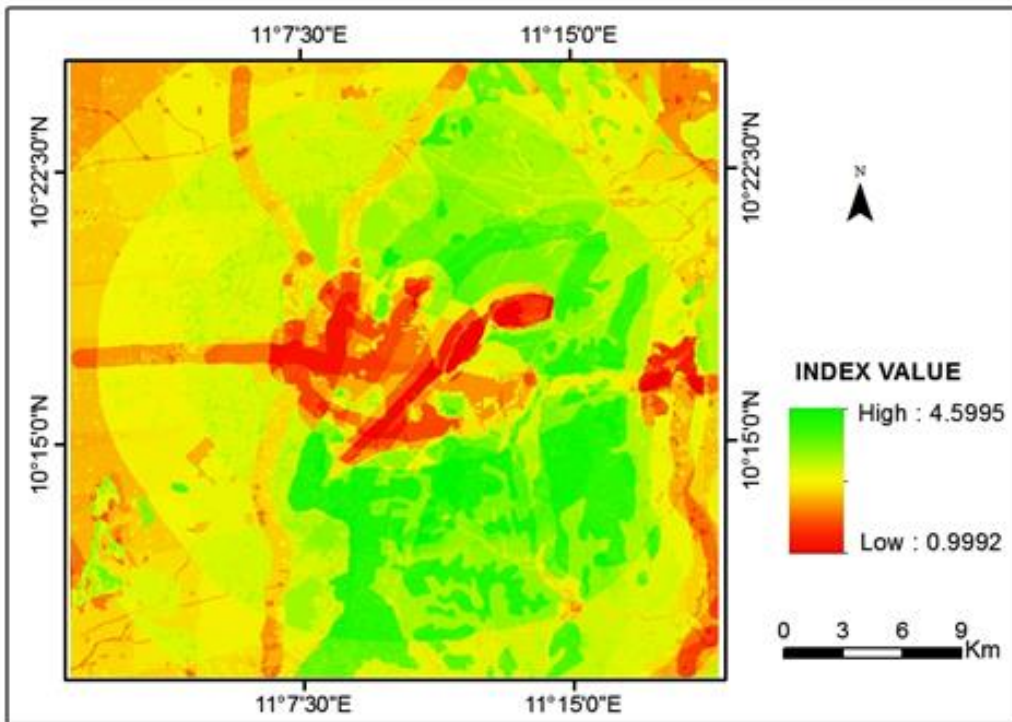 11°7'30"E 11°15'0"E
10°22'30"N 10°22'30"N
N
10°15'0"N 10°15'0"N
INDEX VALUE
High : 4.5995
Low : 0.9992
0 3 6 9
Km
11°7'30"E 11°15'0"E